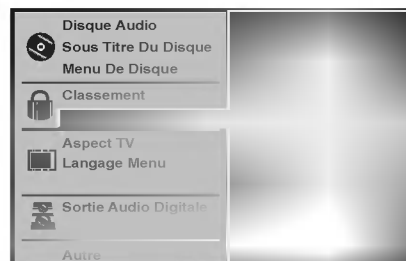 Disque Audio
Sous Titre Du Disque
Menu De Disque
Classement
Aspect TV
Langage Menu
Sortie Audio Digitale
Autre